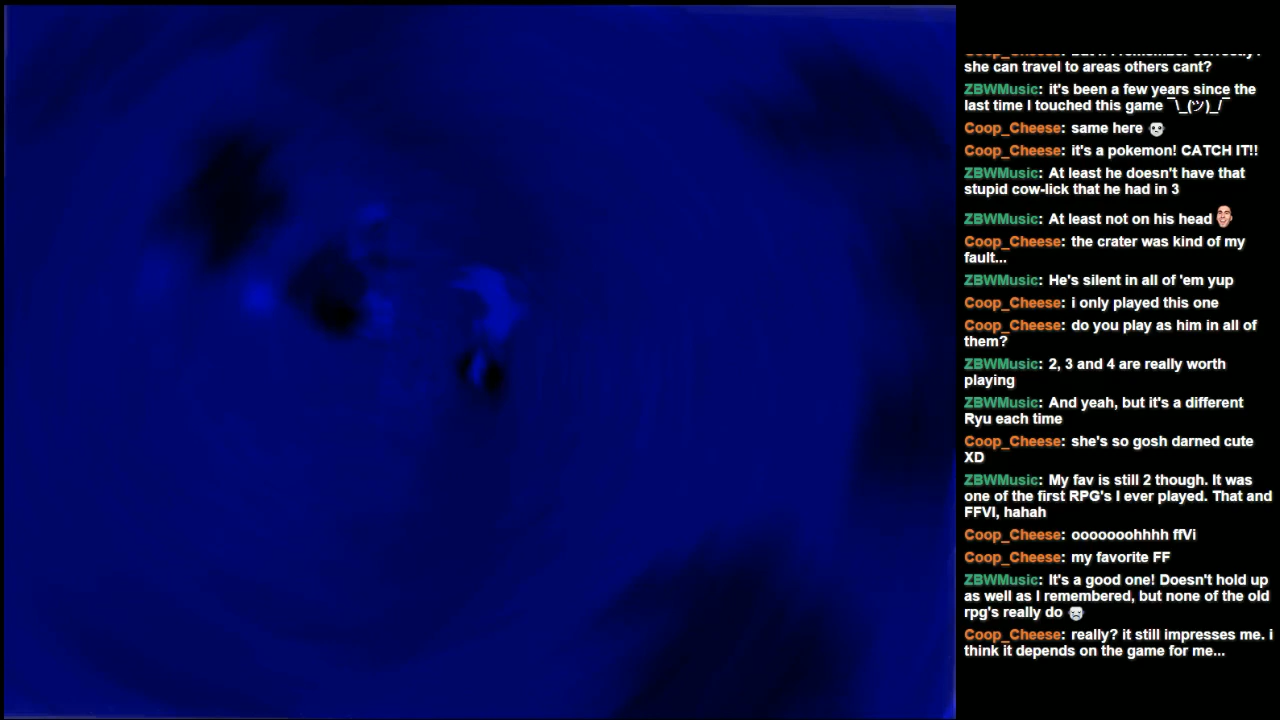 she can travel to areas others cant?
ZBWMusic: it's been a few years since the
last time I touched this game ¯\_(ツ)_/¯
Coop_Cheese: same here
Coop_Cheese: it's a pokemon! CATCH IT!!
ZBWMusic: At least he doesn't have that
stupid cow-lick that he had in 3
ZBWMusic: At least not on his head
Coop_Cheese: the crater was kind of my
fault...
ZBWMusic: He's silent in all of 'em yup
Coop_Cheese: i only played this one
Coop_Cheese: do you play as him in all of
them?
ZBWMusic: 2, 3 and 4 are really worth
playing
ZBWMusic: And yeah, but it's a different
Ryu each time
Coop_Cheese: she's so gosh darned cute
XD
ZBWMusic: My fav is still 2 though. It was
one of the first RPG's I ever played. That and
FFVI, hahah
Coop_Cheese: ooooooohhhh ffVi
Coop_Cheese: my favorite FF
ZBWMusic: It's a good one! Doesn't hold up
as well as I remembered, but none of the old
rpg's really do
Coop_Cheese: really? it still impresses me. i
think it depends on the game for me...